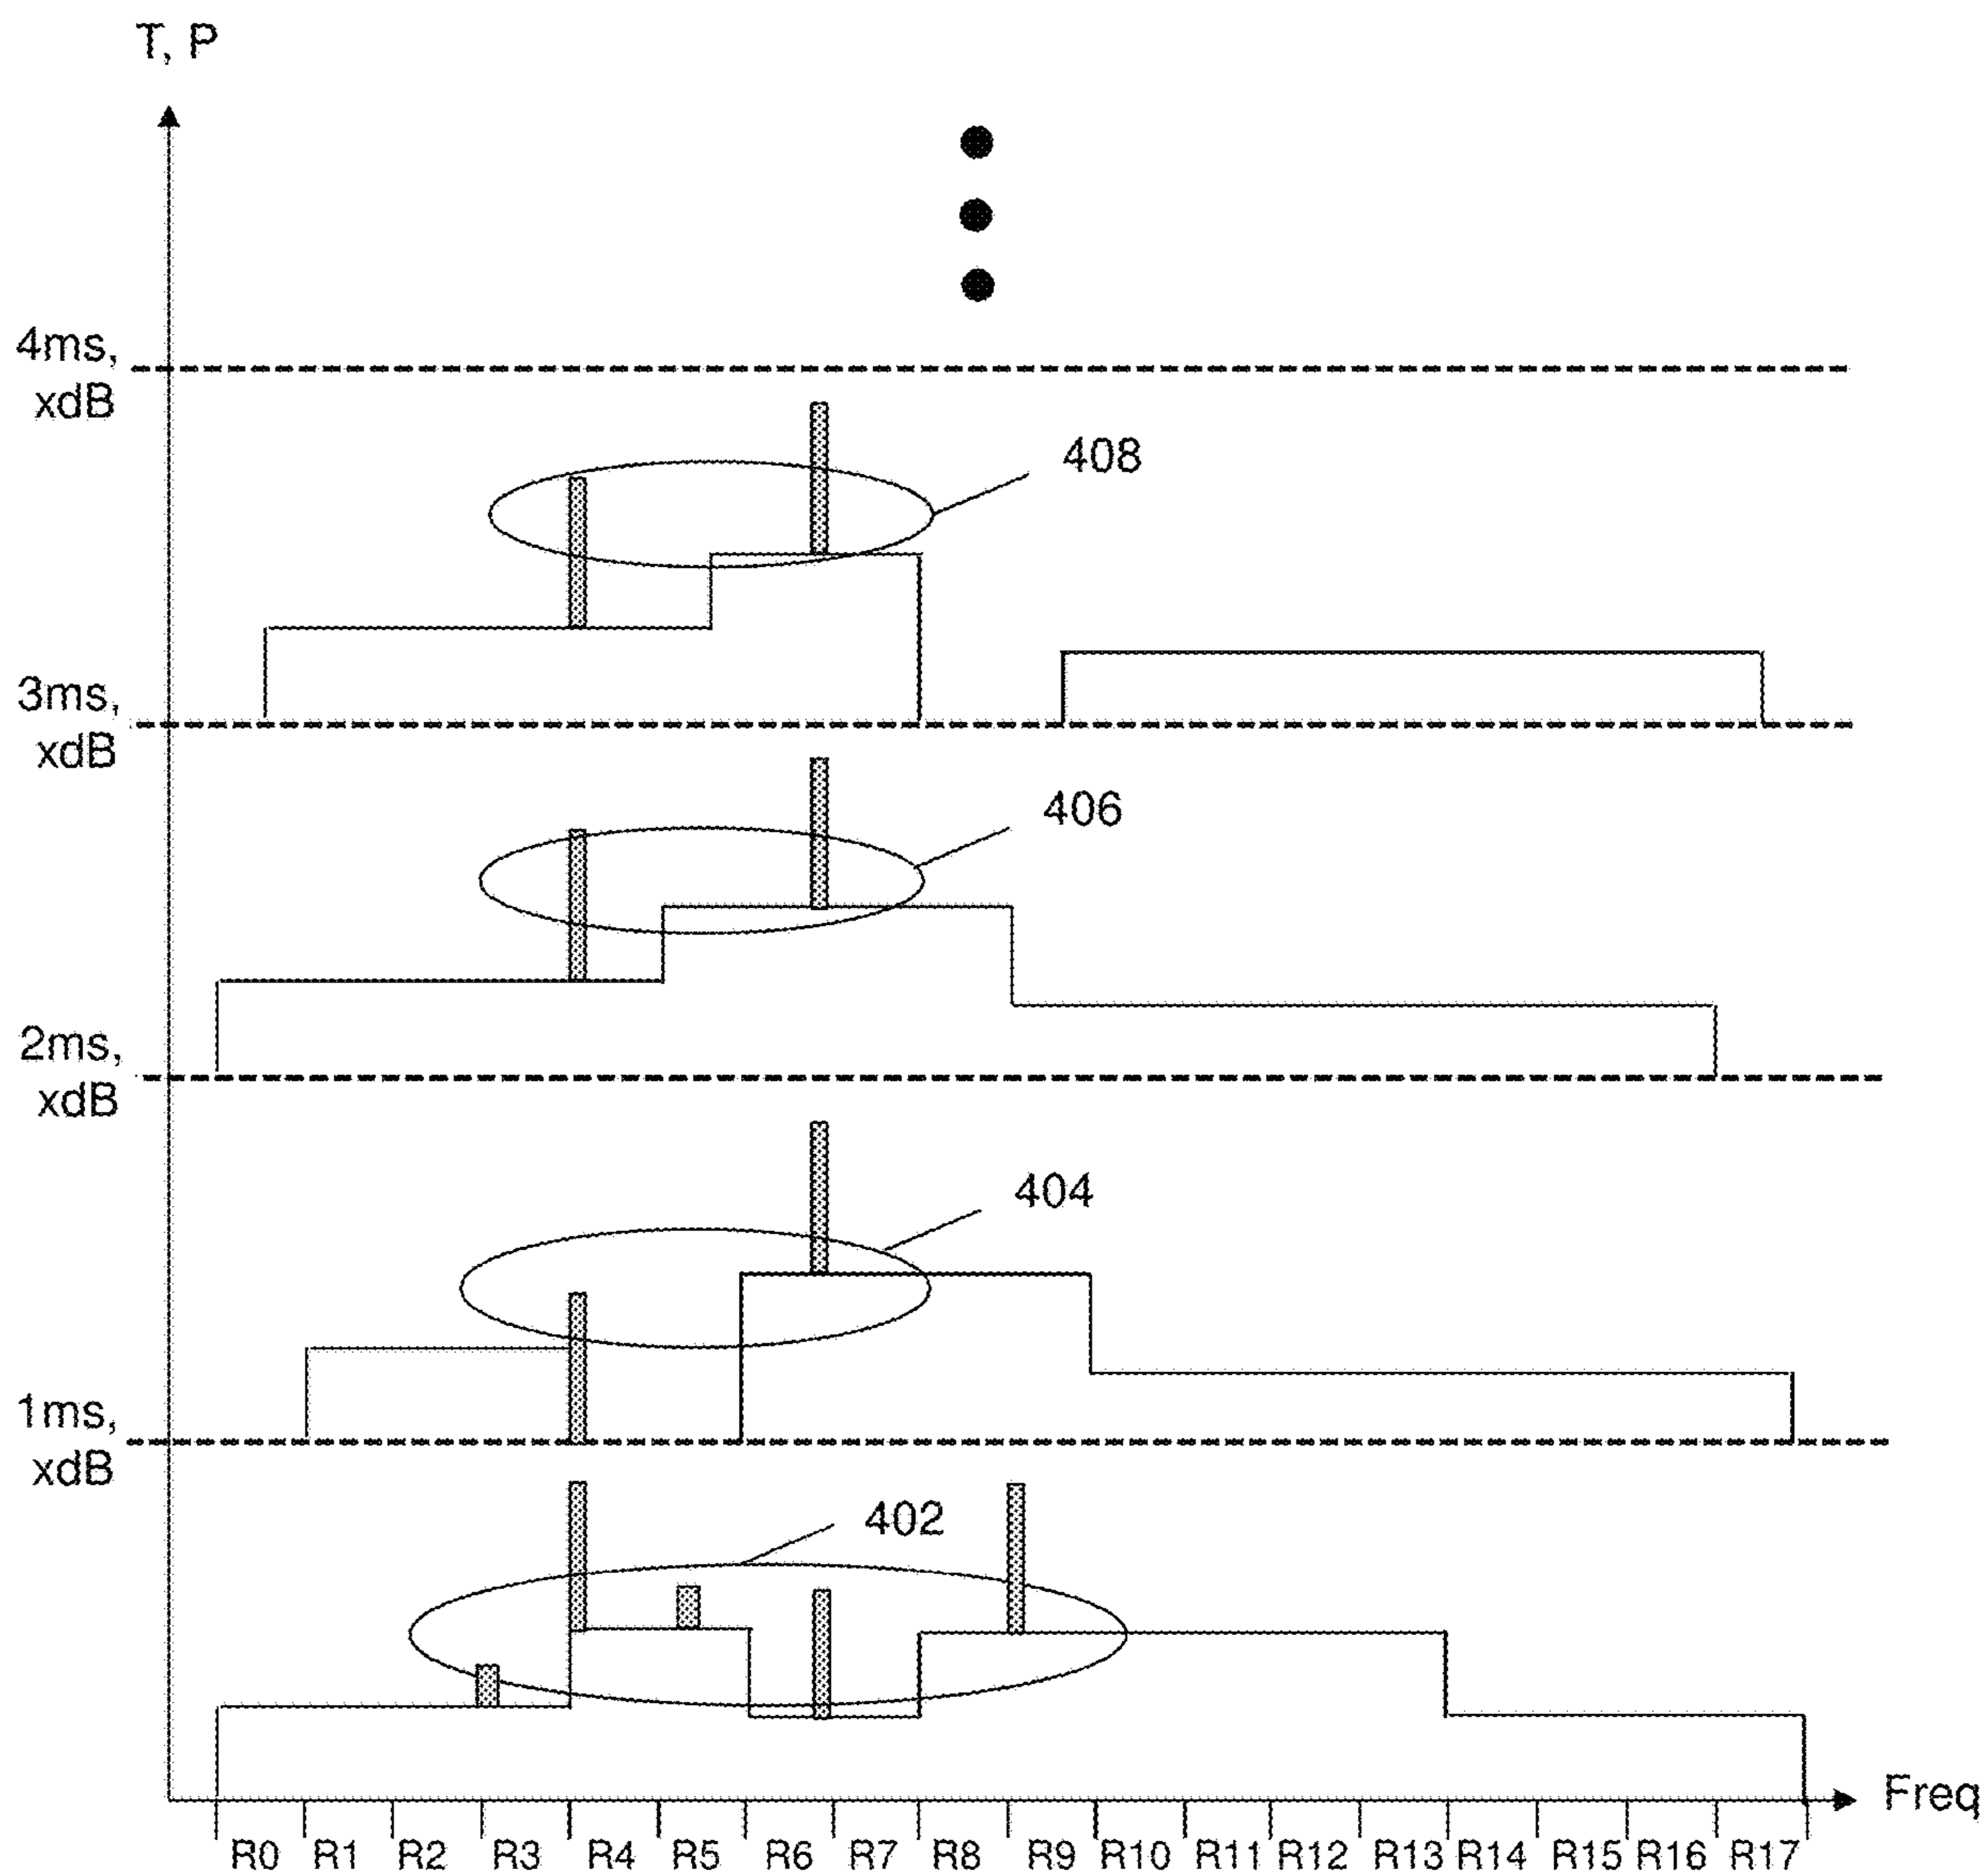 T, P
4ms,
xdB
408
3ms,
xdB
406
2ms,
xdB
404
1ms,
xdB
402
Freq
R0 R1 R2 R3 R4 R5 R6 R7 R8 R9 R10 R11 R12 R13 R14 R15 R16 R17